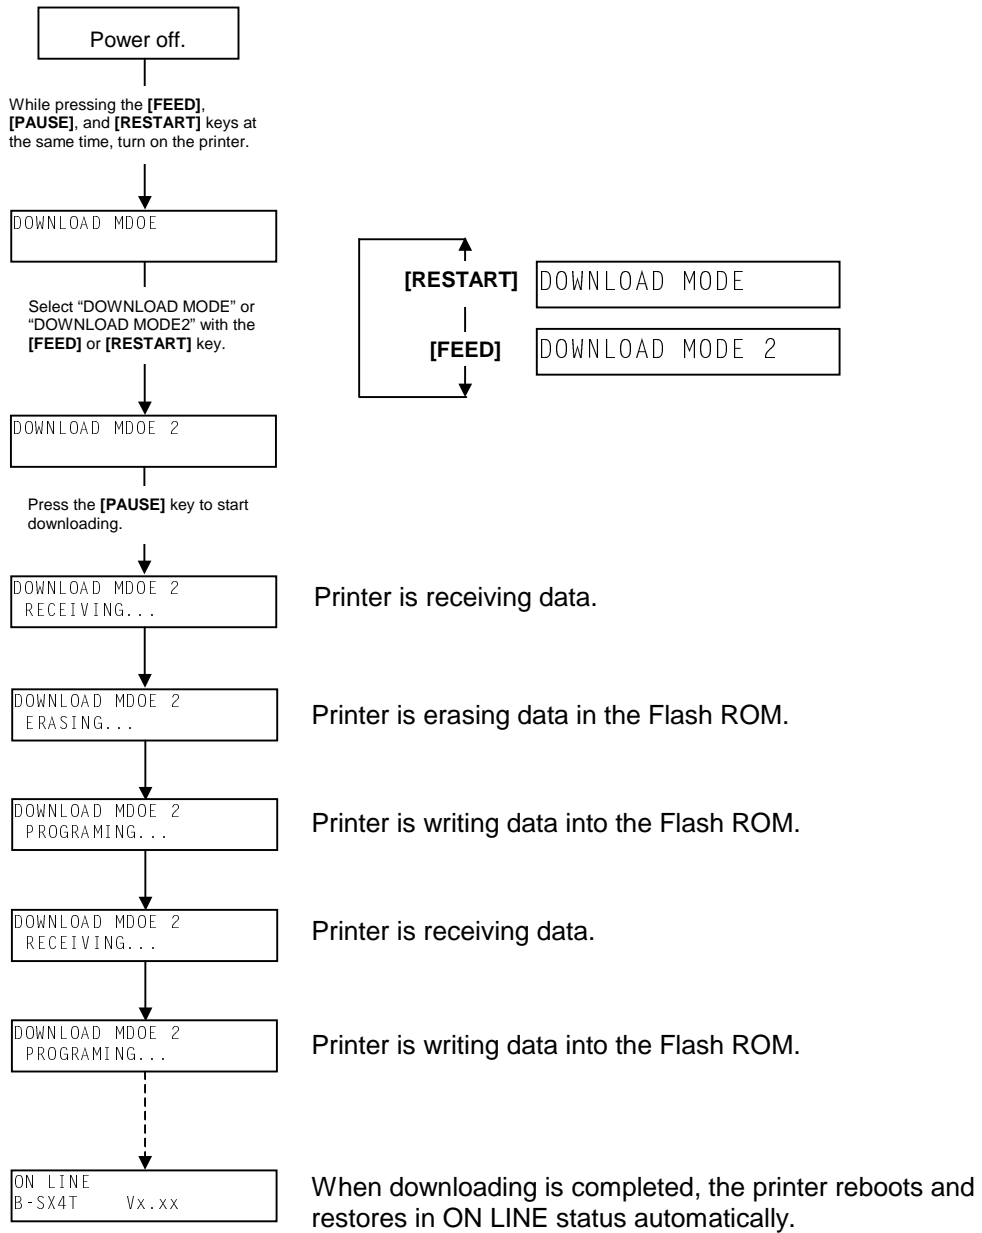 Power off.
While pressing the [FEED],
[PAUSE], and [RESTART] keys at
the same time, turn on the printer.
DOWNLOAD MDOE
Select “DOWNLOAD MODE” or
“DOWNLOAD MODE2” with the
[FEED] or [RESTART] key.
[RESTART] DOWNLOAD MODE
[FEED] DOWNLOAD MODE 2
DOWNLOAD MDOE 2
Press the [PAUSE] key to start
downloading.
DOWNLOAD MDOE 2
RECEIVING...
Printer is receiving data.
DOWNLOAD MDOE 2
ERASING...
Printer is erasing data in the Flash ROM.
DOWNLOAD MDOE 2
PROGRAMING...
Printer is writing data into the Flash ROM.
DOWNLOAD MDOE 2
RECEIVING...
Printer is receiving data.
DOWNLOAD MDOE 2
PROGRAMING...
Printer is writing data into the Flash ROM.
ON LINE
B-SX4T Vx.xx
When downloading is completed, the printer reboots and
restores in ON LINE status automatically.